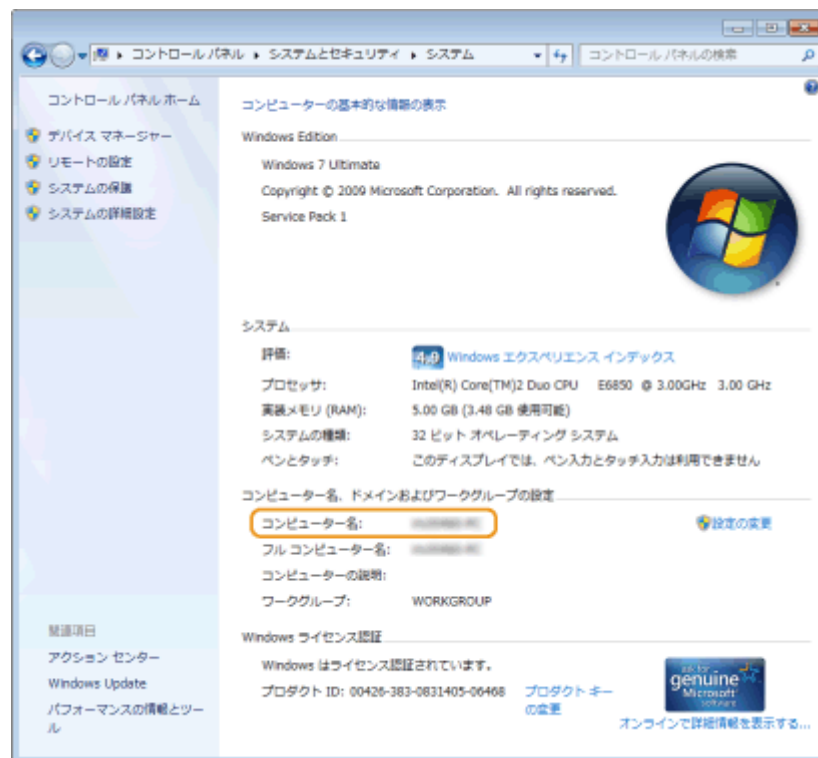 コントロール パネル ▸ システムとセキュリティ ▸ システム
コントロール パネルの検索
コントロール パネル ホーム
デバイス マネージャー
リモートの設定
システムの保護
システムの詳細設定
コンピューターの基本的な情報の表示
Windows Edition
Windows 7 Ultimate
Copyright © 2009 Microsoft Corporation. All rights reserved.
Service Pack 1
システム
評価: 4.9 Windows エクスペリエンス インデックス
プロセッサ: Intel(R) Core(TM)2 Duo CPU E6850 @ 3.00GHz 3.00 GHz
実装メモリ (RAM): 5.00 GB (3.48 GB 使用可能)
システムの種類: 32 ビット オペレーティング システム
ペンとタッチ: このディスプレイでは、ペン入力とタッチ入力は利用できません
コンピューター名、ドメインおよびワークグループの設定
コンピューター名:
設定の変更
フル コンピューター名:
コンピューターの説明:
ワークグループ: WORKGROUP
Windows ライセンス認証
Windows はライセンス認証されています。
プロダクト ID: 00426-383-0831405-06468
プロダクト キー
の変更
ask for
genuine
Microsoft
software
オンラインで詳細情報を表示する...
関連項目
アクション センター
Windows Update
パフォーマンスの情報とツー
ル